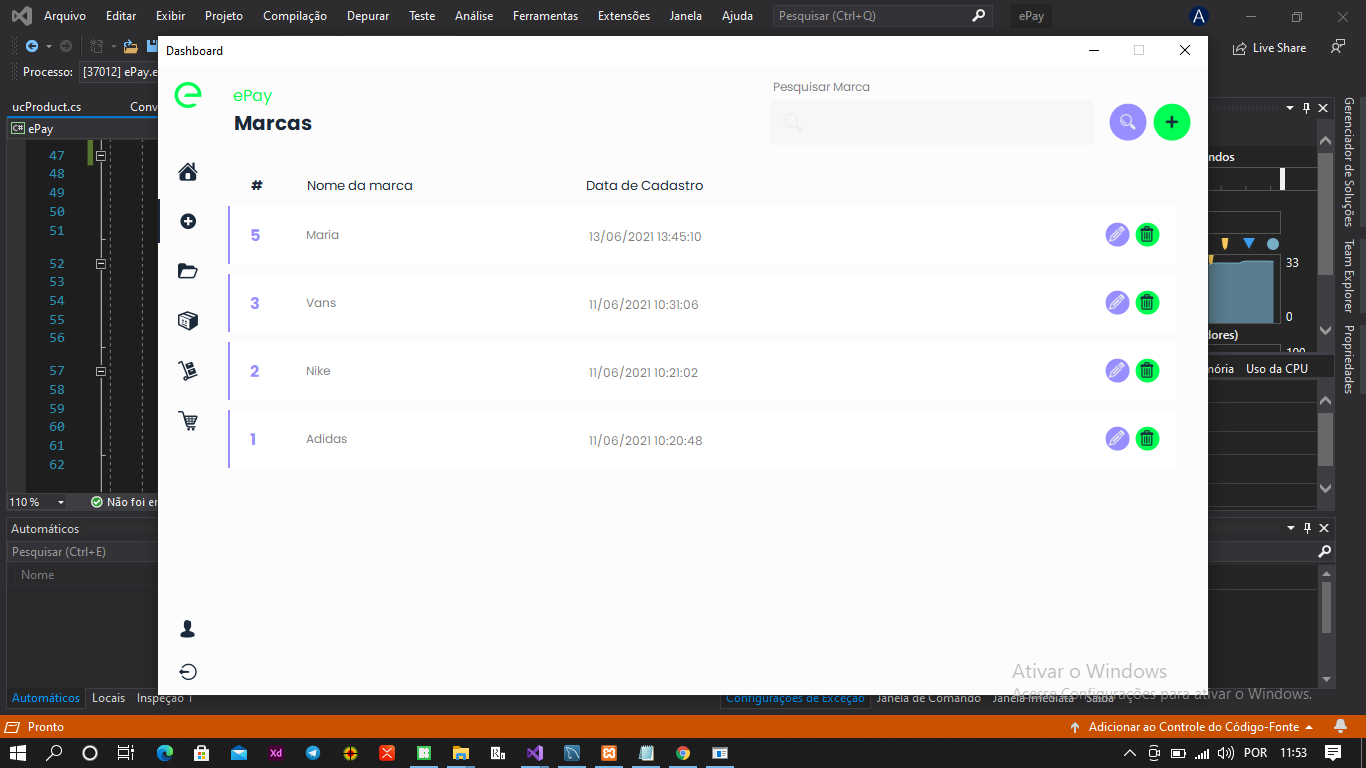 Arquivo Editar Exibir Projeto Compilação Depurar Teste Análise Ferramentas Extensões Janela Ajuda Pesquisar (Ctrl+Q) ePay A
Live Share
Processo: [37012] ePay.e
ucProduct.cs Conv
C# ePay
47
48
49
50
51
52
53
54
55
56
57
58
59
60
61
62
110 % Não foi
Dashboard
ePay
Marcas
Pesquisar Marca
# Nome da marca Data de Cadastro
5 Maria 13/06/2021 13:45:10
3 Vans 11/06/2021 10:31:06
2 Nike 11/06/2021 10:21:02
1 Adidas 11/06/2021 10:20:48
ndos
33
0
dores)
100
mória Uso da CPU
Gerenciador de Soluções
Team Explorer
Propriedades
Automáticos
Pesquisar (Ctrl+E)
Nome
Ativar o Windows
Acesse Configurações para ativar o Windows.
Automáticos Locais Inspeção 1
Configurações de Exceção Janela de Comando Janela Imediata Saída
Pronto
Adicionar ao Controle do Código-Fonte
Xd
POR 11:53